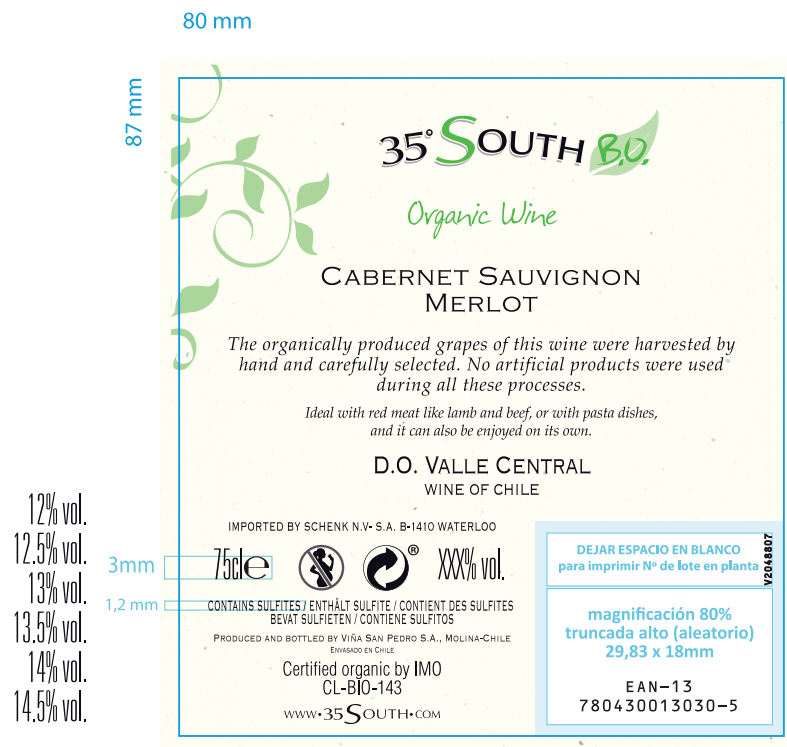 80 mm
87 mm
35° SOUTH B.O.
Organic Wine
CABERNET SAUVIGNON
MERLOT
The organically produced grapes of this wine were harvested by
hand and carefully selected. No artificial products were used
during all these processes.
Ideal with red meat like lamb and beef, or with pasta dishes,
and it can also be enjoyed on its own.
D.O. VALLE CENTRAL
WINE OF CHILE
12% vol.
12.5% vol.
13% vol.
13.5% vol.
14% vol.
14.5% vol.
IMPORTED BY SCHENK N.V- S.A. B-1410 WATERLOO
3mm
75cl e
®
XXX% vol.
1,2 mm
CONTAINS SULFITES / ENTHÄLT SULFITE / CONTIENT DES SULFITES
BEVAT SULFIETEN / CONTIENE SULFITOS
PRODUCED AND BOTTLED BY VIÑA SAN PEDRO S.A., MOLINA-CHILE
ENVASADO EN CHILE
Certified organic by IMO
CL-BIO-143
WWW•35SOUTH•COM
DEJAR ESPACIO EN BLANCO
para imprimir Nº de lote en planta
V2048807
magnificación 80%
truncada alto (aleatorio)
29,83 x 18mm
EAN-13
780430013030-5